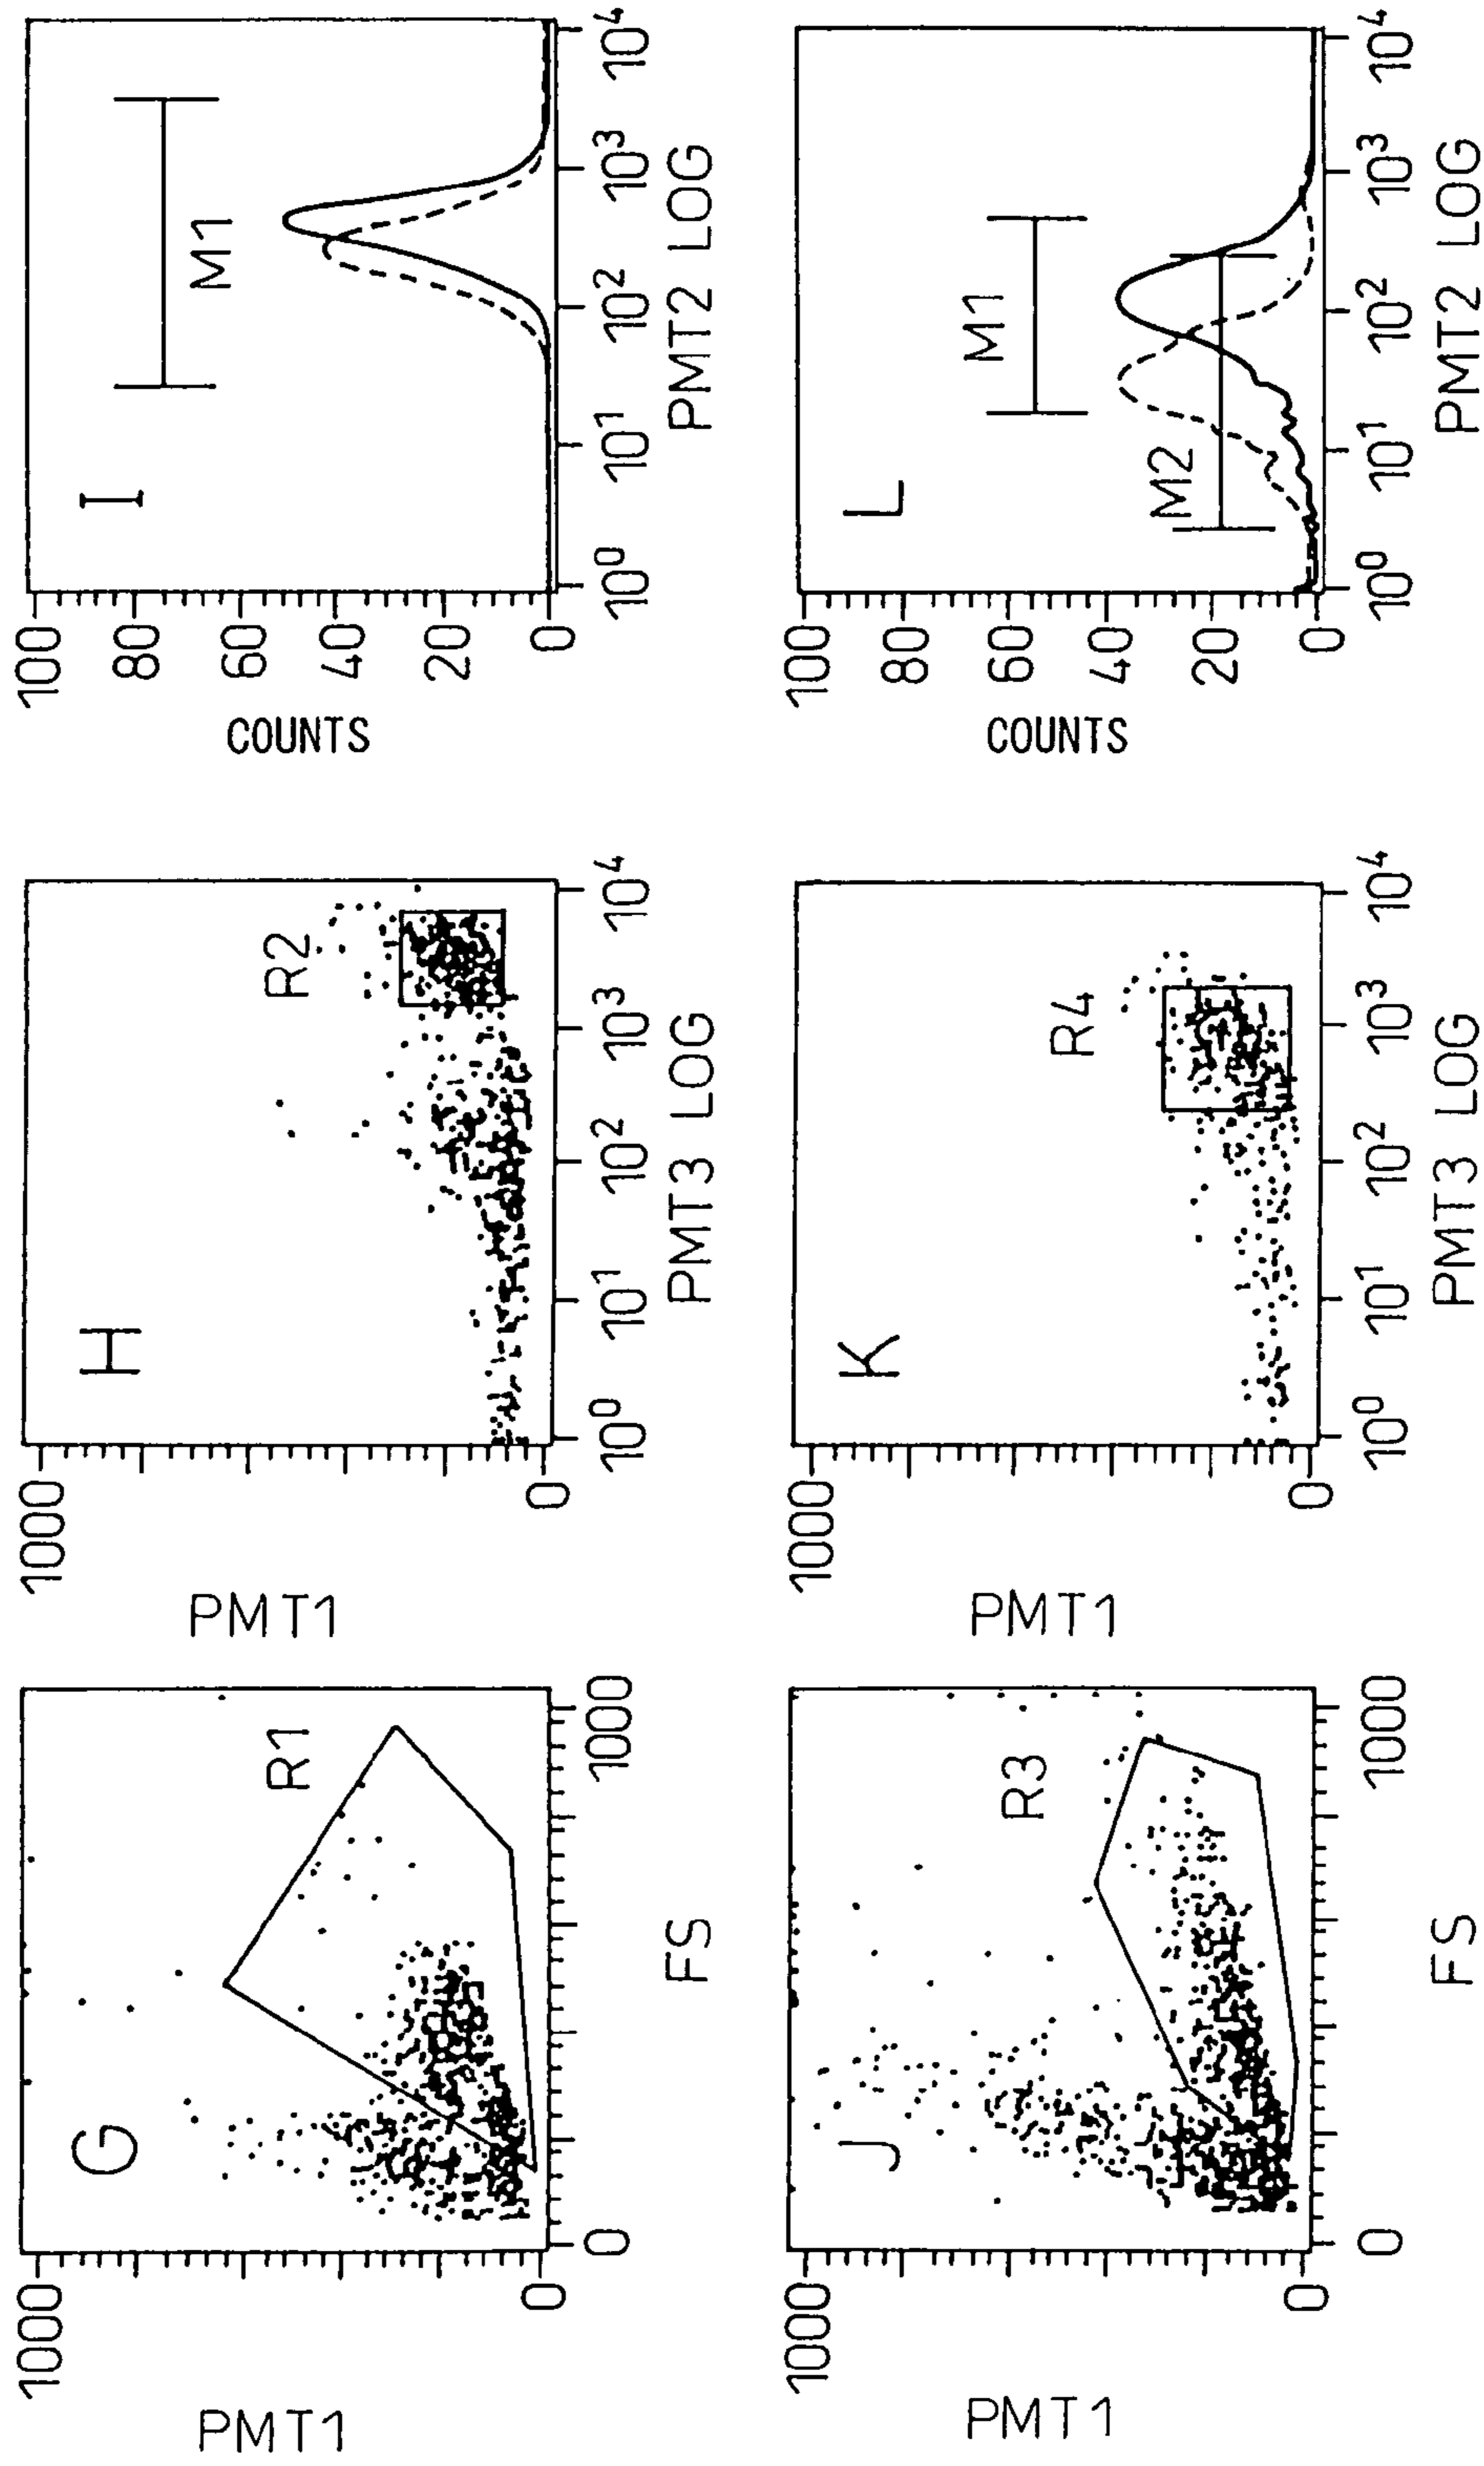 G
R1
1000
0
PMT1
0
1000
FS
H
R2
1000
0
PMT1
10⁰ 10¹ 10² 10³ 10⁴
PMT3 LOG
I
M1
100
80
60
40
20
0
COUNTS
10⁰ 10¹ 10² 10³ 10⁴
PMT2 LOG
J
R3
1000
0
PMT1
0
1000
FS
K
R4
1000
0
PMT1
10⁰ 10¹ 10² 10³ 10⁴
PMT3 LOG
L
M1
M2
100
80
60
40
20
0
COUNTS
10⁰ 10¹ 10² 10³ 10⁴
PMT2 LOG